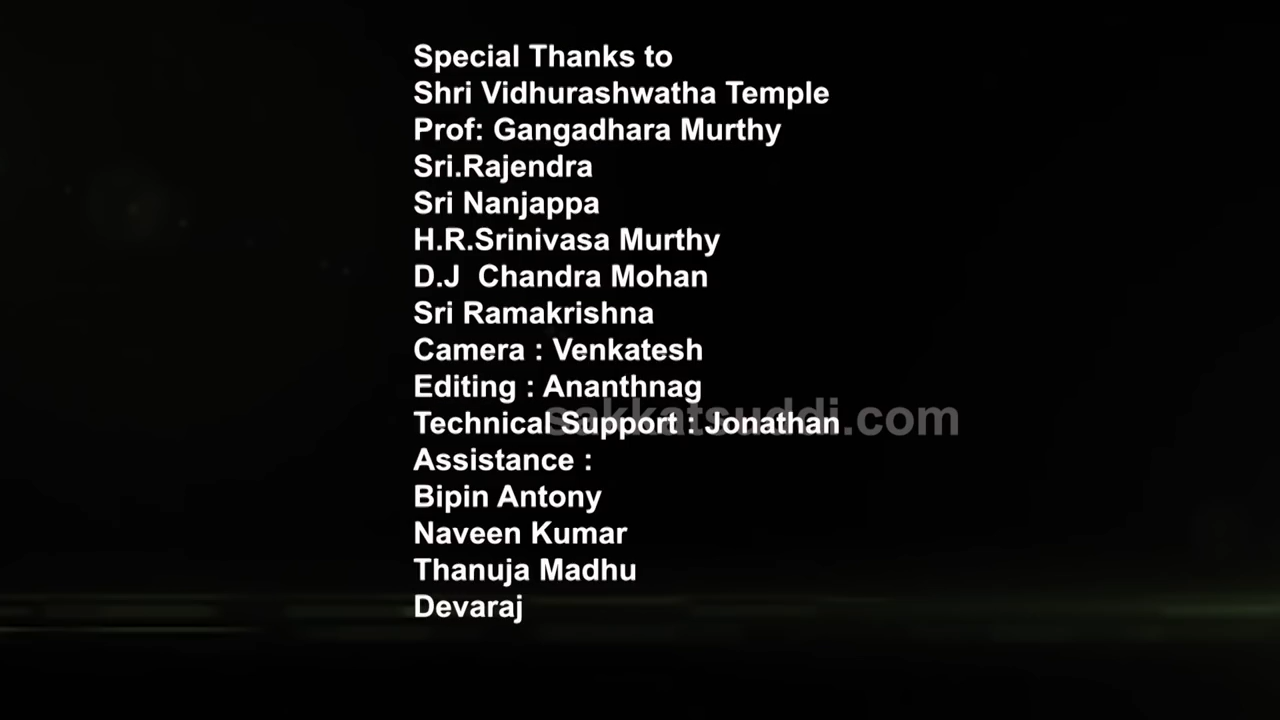 Special Thanks to
Shri Vidhurashwatha Temple
Prof: Gangadhara Murthy
Sri.Rajendra
Sri Nanjappa
H.R.Srinivasa Murthy
D.J  Chandra Mohan
Sri Ramakrishna
Camera : Venkatesh
Editing : Ananthnag
sakkatsuddi.com
Technical Support : Jonathan
Assistance :
Bipin Antony
Naveen Kumar
Thanuja Madhu
Devaraj